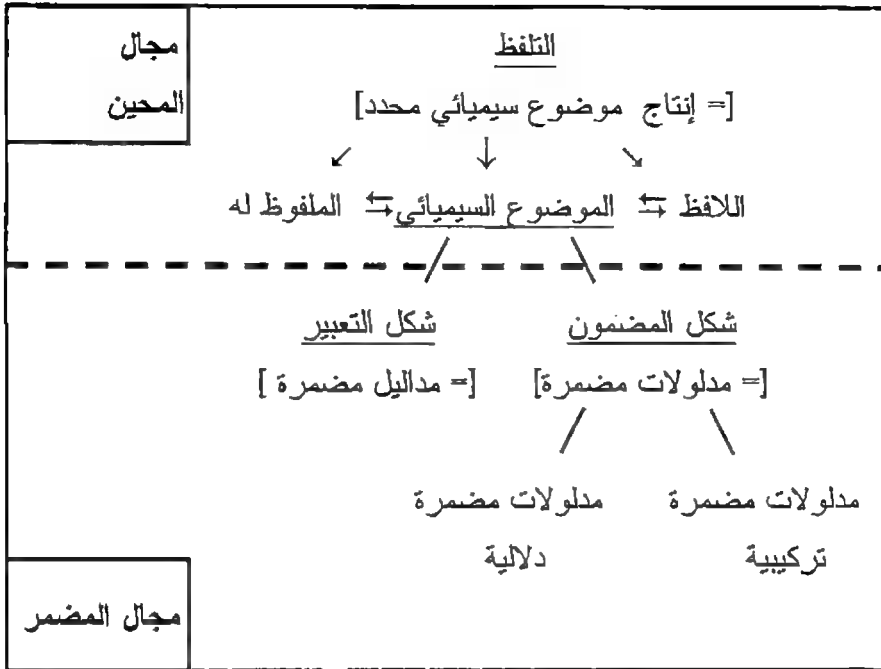 مجال
المحين
التلفظ
[= إنتاج موضوع سيميائي محدد]
↙ ↓ ↘
اللافظ ⇆ الموضوع السيميائي ⇆ الملفوظ له
شكل المضمون شكل التعبير
[= مدلولات مضمرة] [= مداليل مضمرة ]
مدلولات مضمرة مدلولات مضمرة
تركيبية دلالية
مجال المضمر